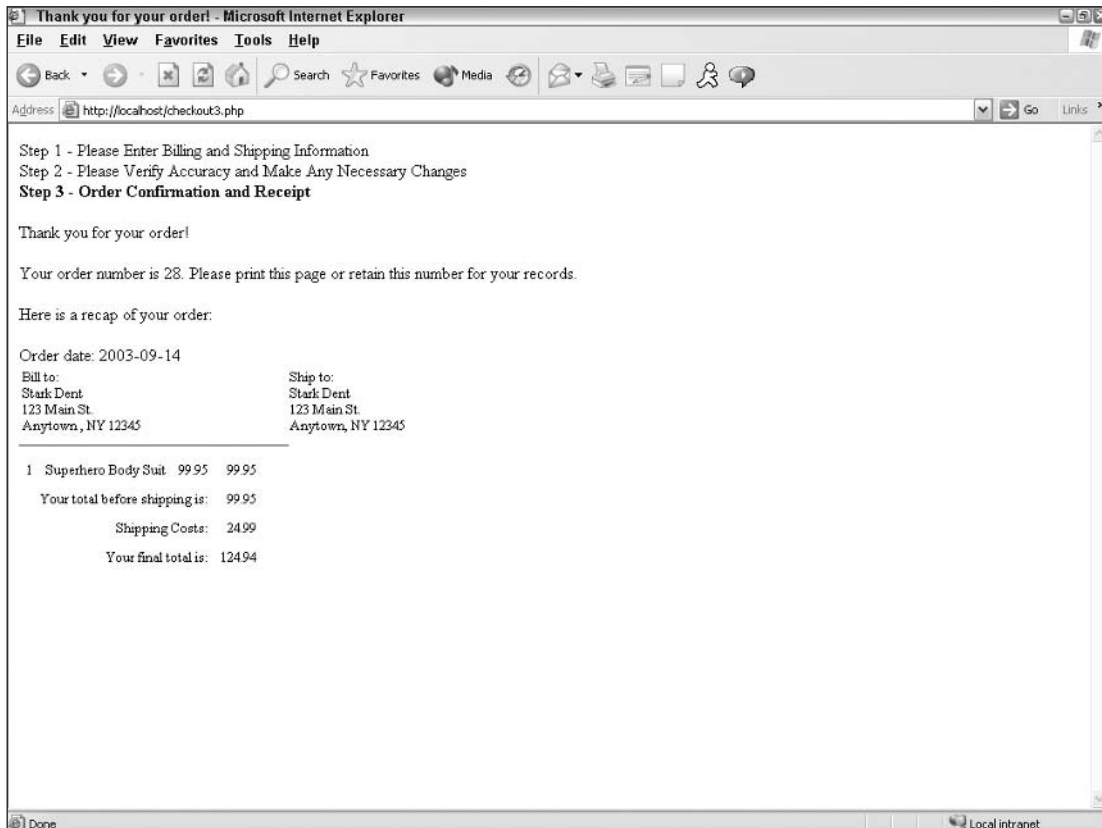 Thank you for your order! - Microsoft Internet Explorer
File Edit View Favorites Tools Help
Back Search Favorites Media
Address http://localhost/checkout3.php Go Links
Step 1 - Please Enter Billing and Shipping Information
Step 2 - Please Verify Accuracy and Make Any Necessary Changes
Step 3 - Order Confirmation and Receipt
Thank you for your order!
Your order number is 28. Please print this page or retain this number for your records.
Here is a recap of your order:
Order date: 2003-09-14
Bill to: Ship to:
Stark Dent Stark Dent
123 Main St. 123 Main St.
Anytown, NY 12345 Anytown, NY 12345
1 Superhero Body Suit 99.95 99.95
Your total before shipping is: 99.95
Shipping Costs: 24.99
Your final total is: 124.94
Done Local intranet